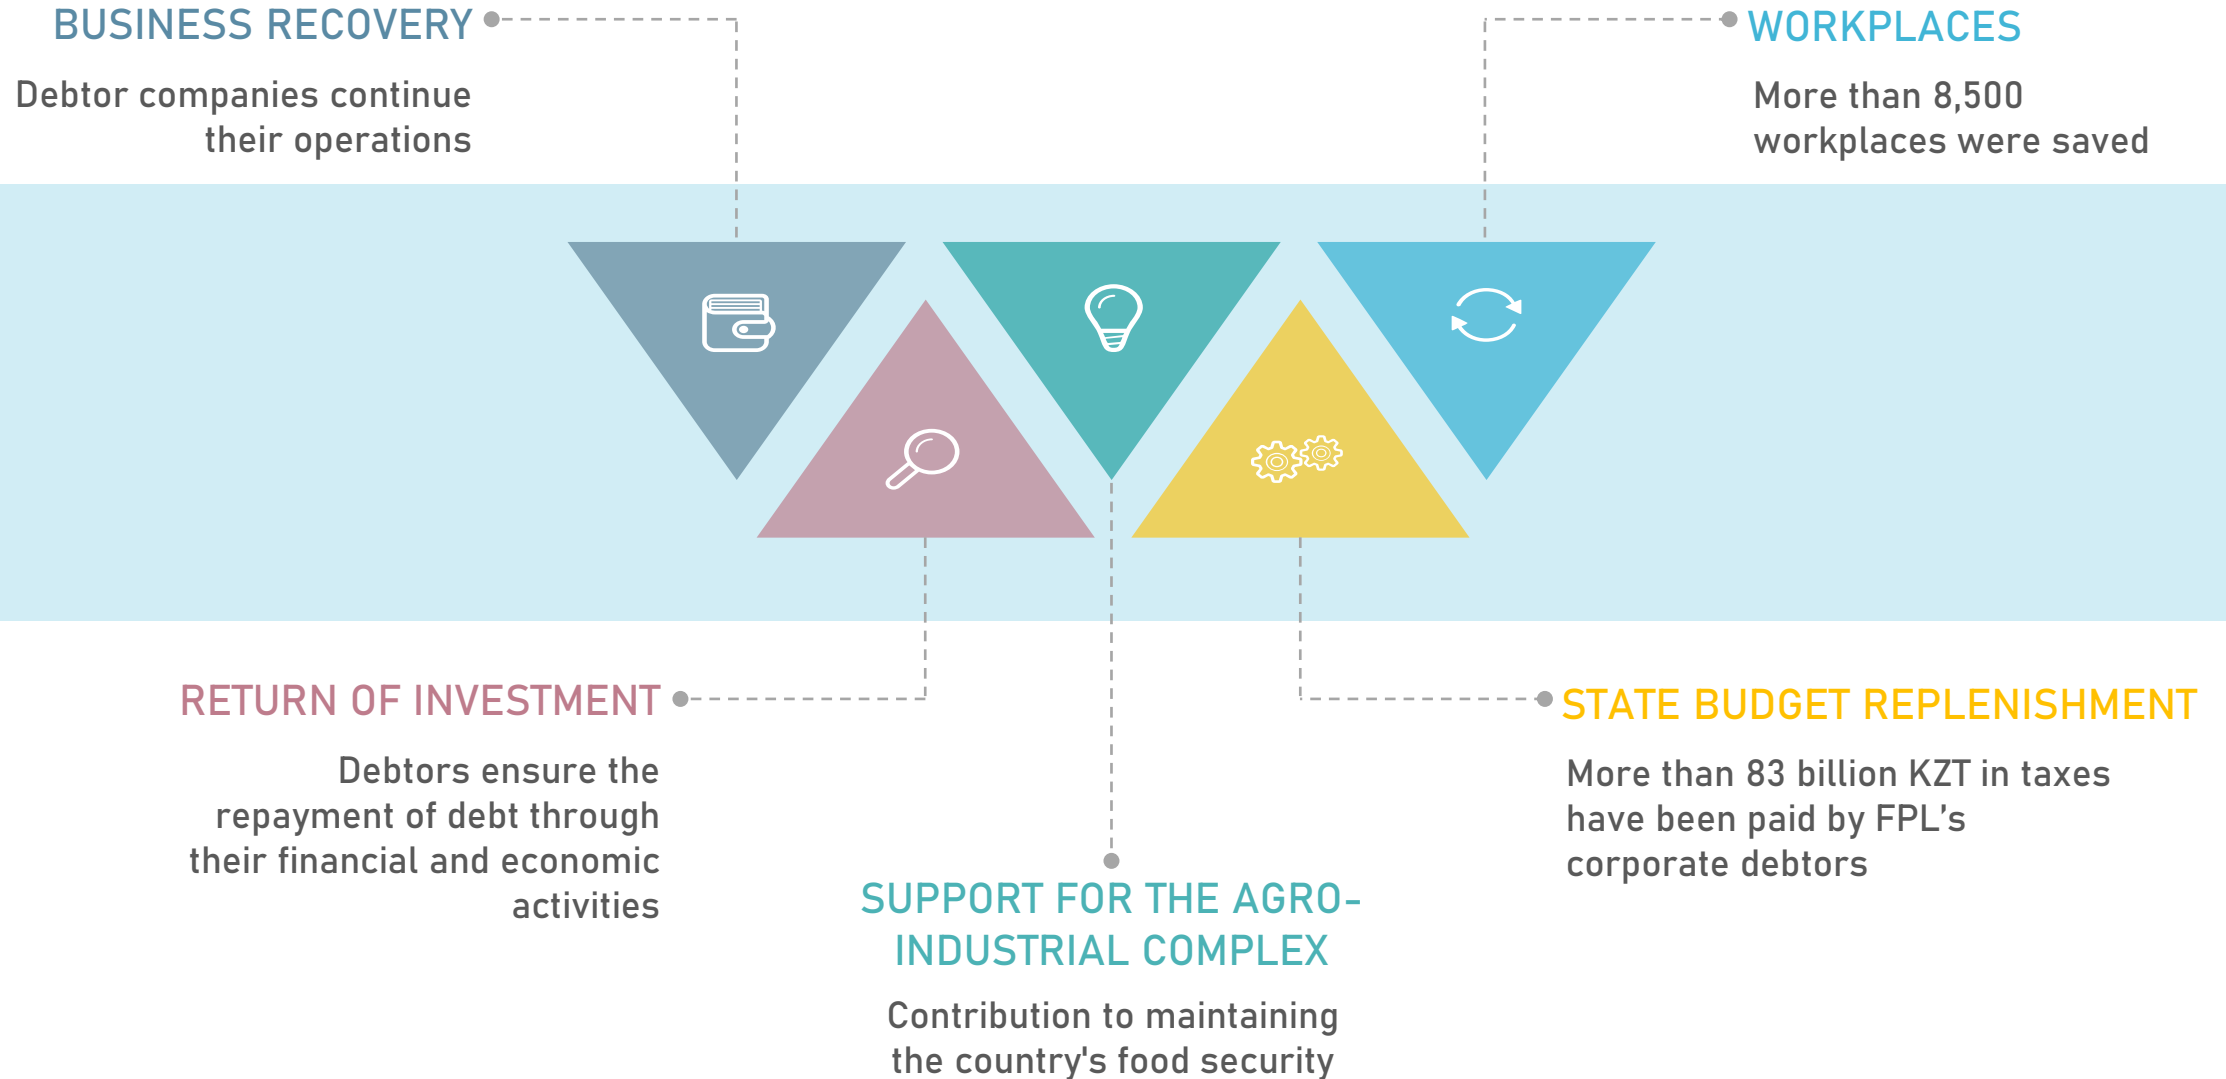 BUSINESS RECOVERY
Debtor companies continue
their operations
WORKPLACES
More than 8,500
workplaces were saved
RETURN OF INVESTMENT
Debtors ensure the
repayment of debt through
their financial and economic
activities
SUPPORT FOR THE AGRO-
INDUSTRIAL COMPLEX
Contribution to maintaining
the country's food security
STATE BUDGET REPLENISHMENT
More than 83 billion KZT in taxes
have been paid by FPL’s
corporate debtors